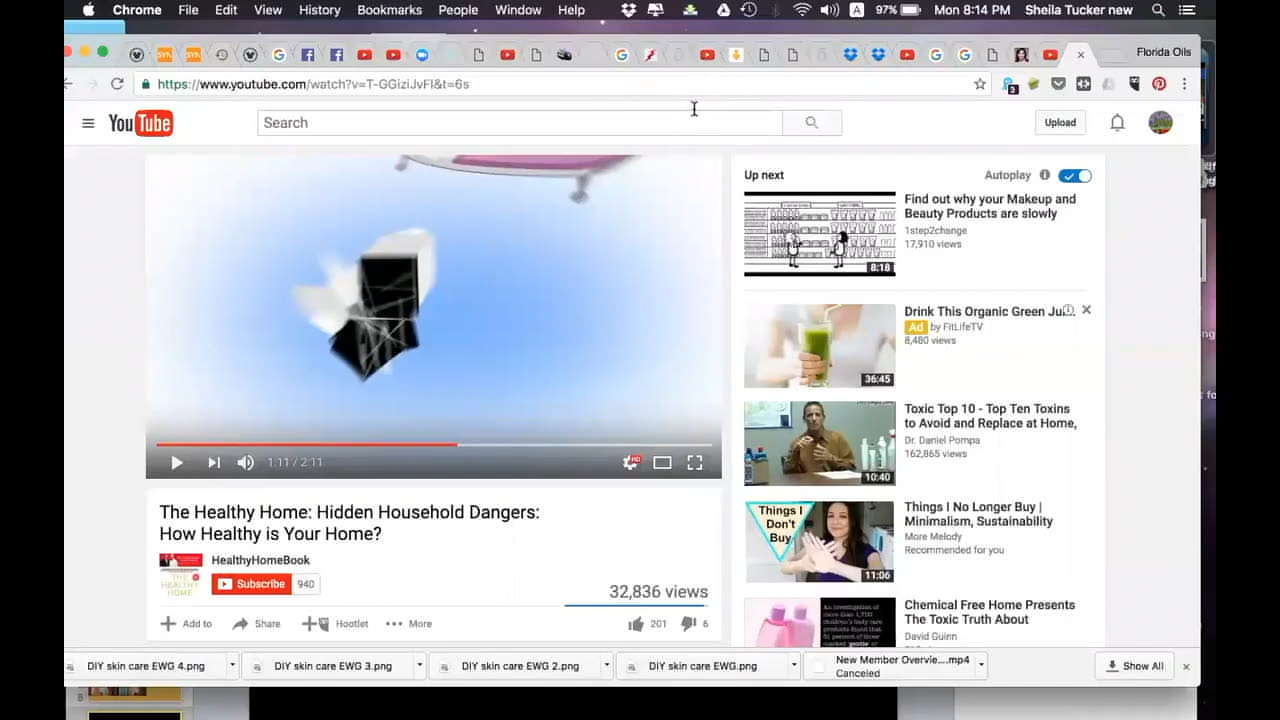 Chrome File Edit View History Bookmarks People Window Help A 97% Mon 8:14 PM Sheila Tucker new
Florida Oils
https://www.youtube.com/watch?v=T-GGiziJvFI&t=6s
3
YouTube
Search
Upload
Up next
Autoplay
Find out why your Makeup and
Beauty Products are slowly
1step2change
17,910 views
8:18
Drink This Organic Green Ju...
Ad by FitLifeTV
8,480 views
36:45
Toxic Top 10 - Top Ten Toxins
to Avoid and Replace at Home,
Dr. Daniel Pompa
162,865 views
10:40
Things I No Longer Buy |
Minimalism, Sustainability
More Melody
Recommended for you
Things I
Don't
Buy
11:06
Chemical Free Home Presents
The Toxic Truth About
David Guinn
1:11 / 2:11
HD
The Healthy Home: Hidden Household Dangers:
How Healthy is Your Home?
HealthyHomeBook
THE
HEALTHY
HOME
Subscribe 940
32,836 views
Add to Share Hootlet More
201 6
DIY skin care EWG 4.png
DIY skin care EWG 3.png
DIY skin care EWG 2.png
DIY skin care EWG.png
New Member Overvie....mp4
Canceled
Show All
8